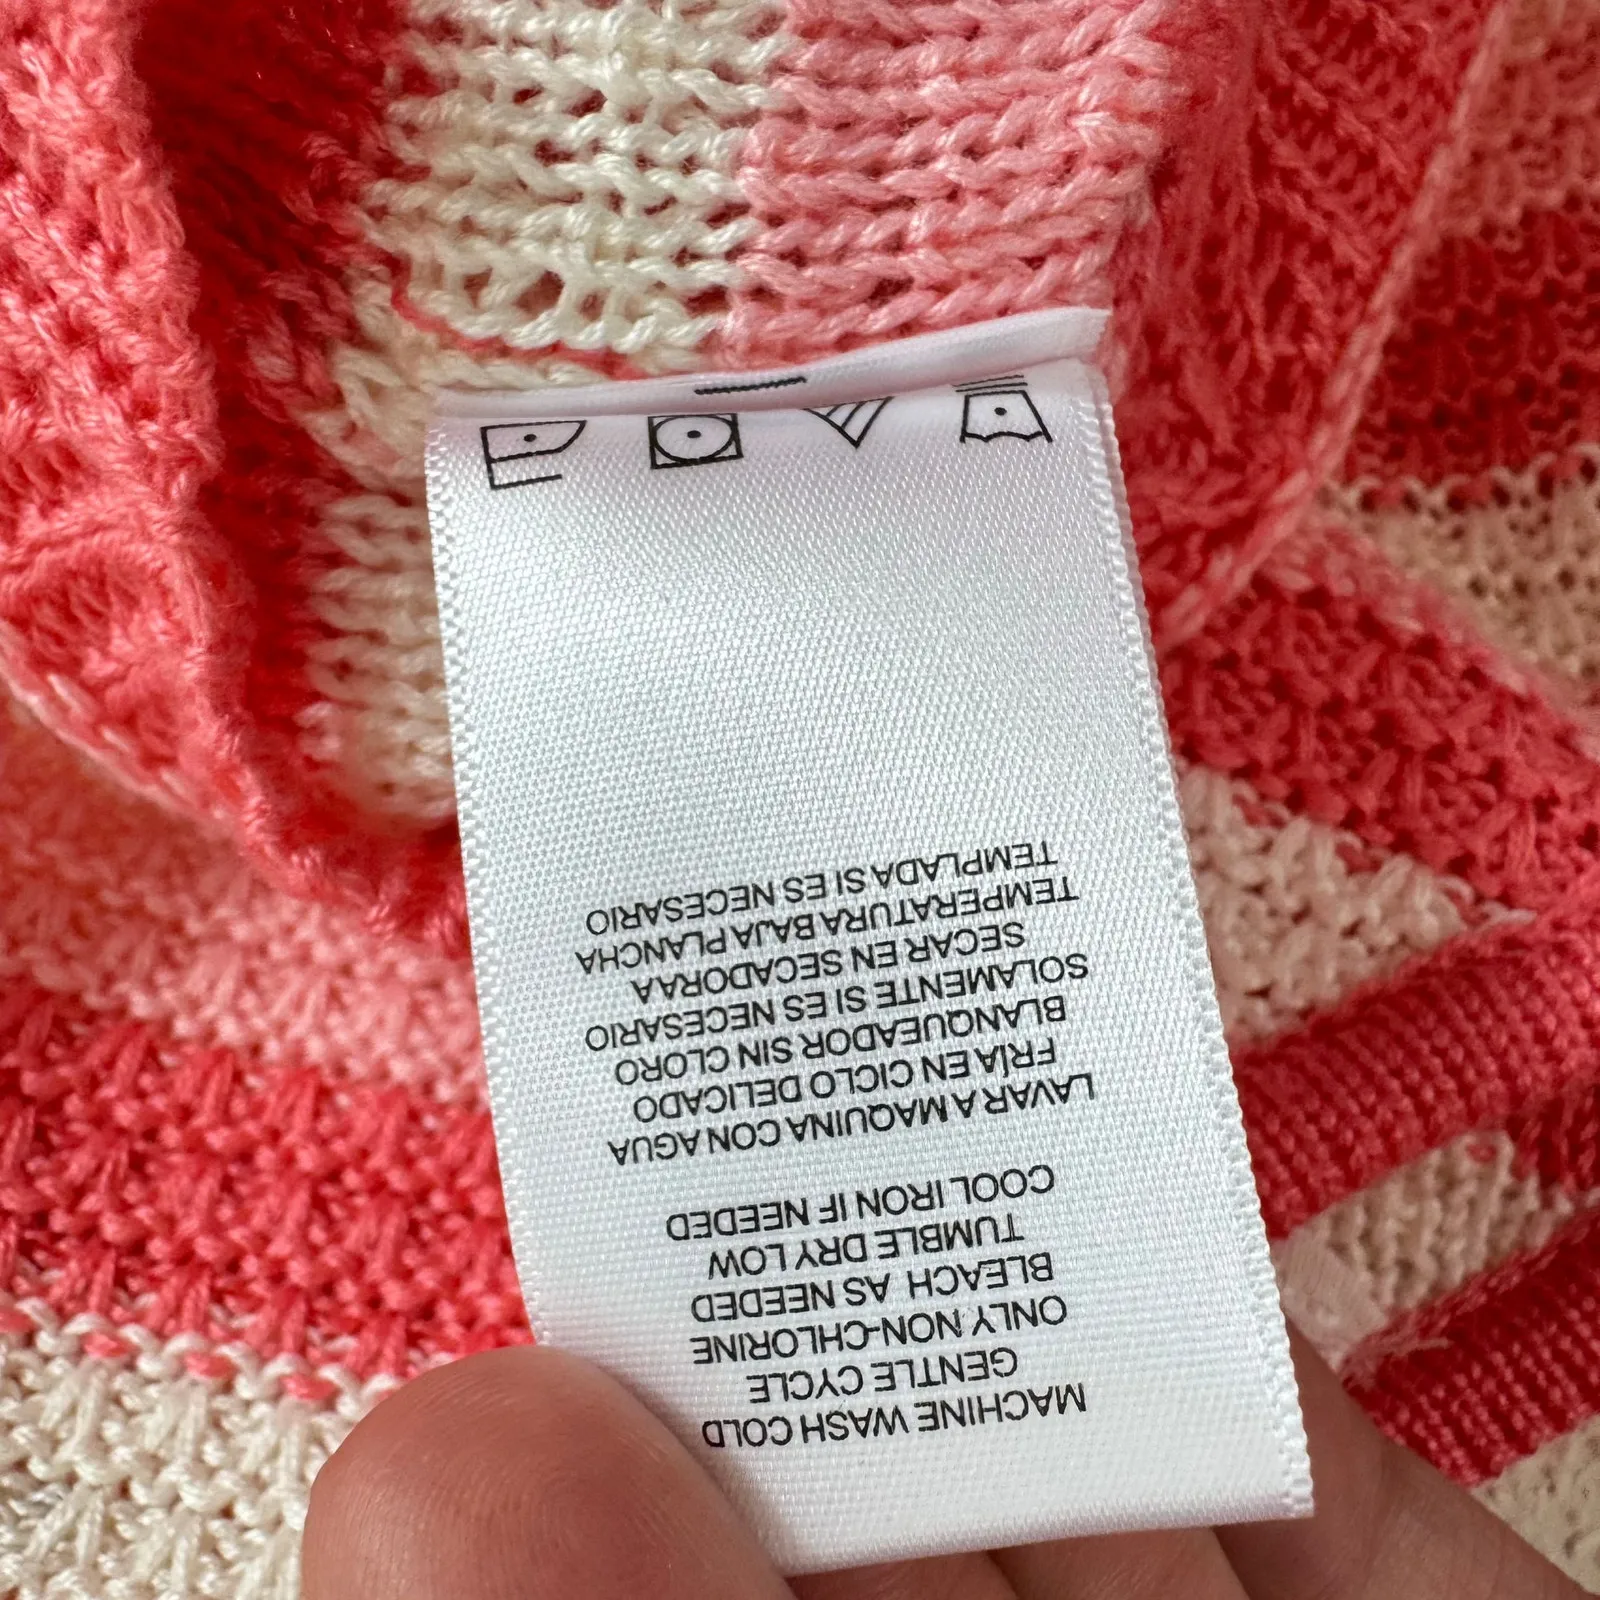 MACHINE WASH COLD
GENTLE CYCLE
ONLY NON-CHLORINE
BLEACH AS NEEDED
TUMBLE DRY LOW
COOL IRON IF NEEDED
LAVAR A MAQUINA CON AGUA
FRÍA EN CICLO DELICADO
BLANQUEADOR SIN CLORO
SOLAMENTE SI ES NECESARIO
SECAR EN SECADORA A
TEMPERATURA BAJA PLANCHA
TEMPLADA SI ES NECESARIO